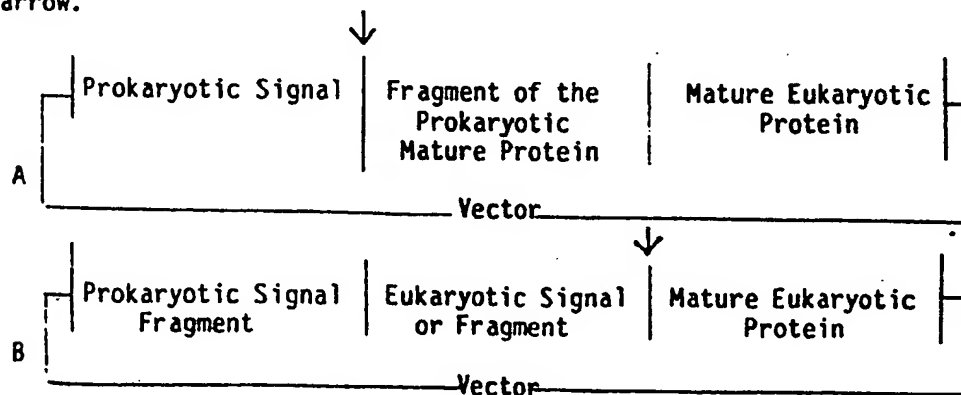 arrow.
Prokaryotic Signal
Fragment of the
Prokaryotic
Mature Protein
Mature Eukaryotic
Protein
A
Vector
Prokaryotic Signal
Fragment
Eukaryotic Signal
or Fragment
Mature Eukaryotic
Protein
B
Vector